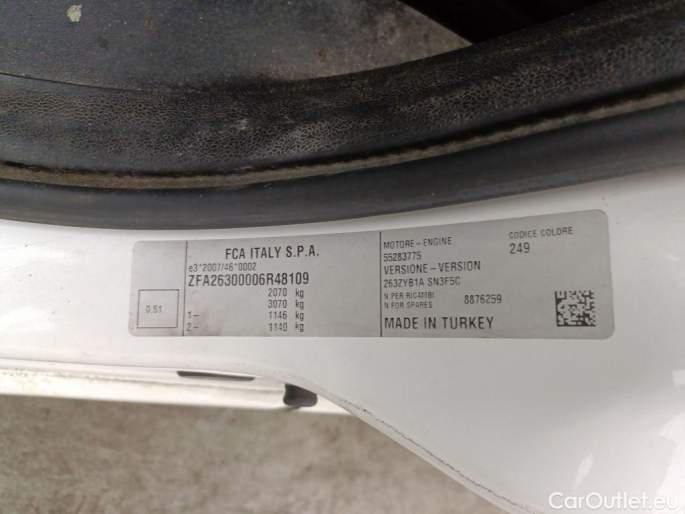 FCA ITALY S.P.A.
e3*2007/46*0002
ZFA26300006R48109
2070 kg
3070 kg
1– 1146 kg
2– 1140 kg
0.51
MOTORE – ENGINE
55283775
VERSIONE – VERSION
263ZYB1A SN3F5C
N PER RICAMBI
N FOR SPARES 8876259
MADE IN TURKEY
CODICE COLORE
249
CarOutlet.eu